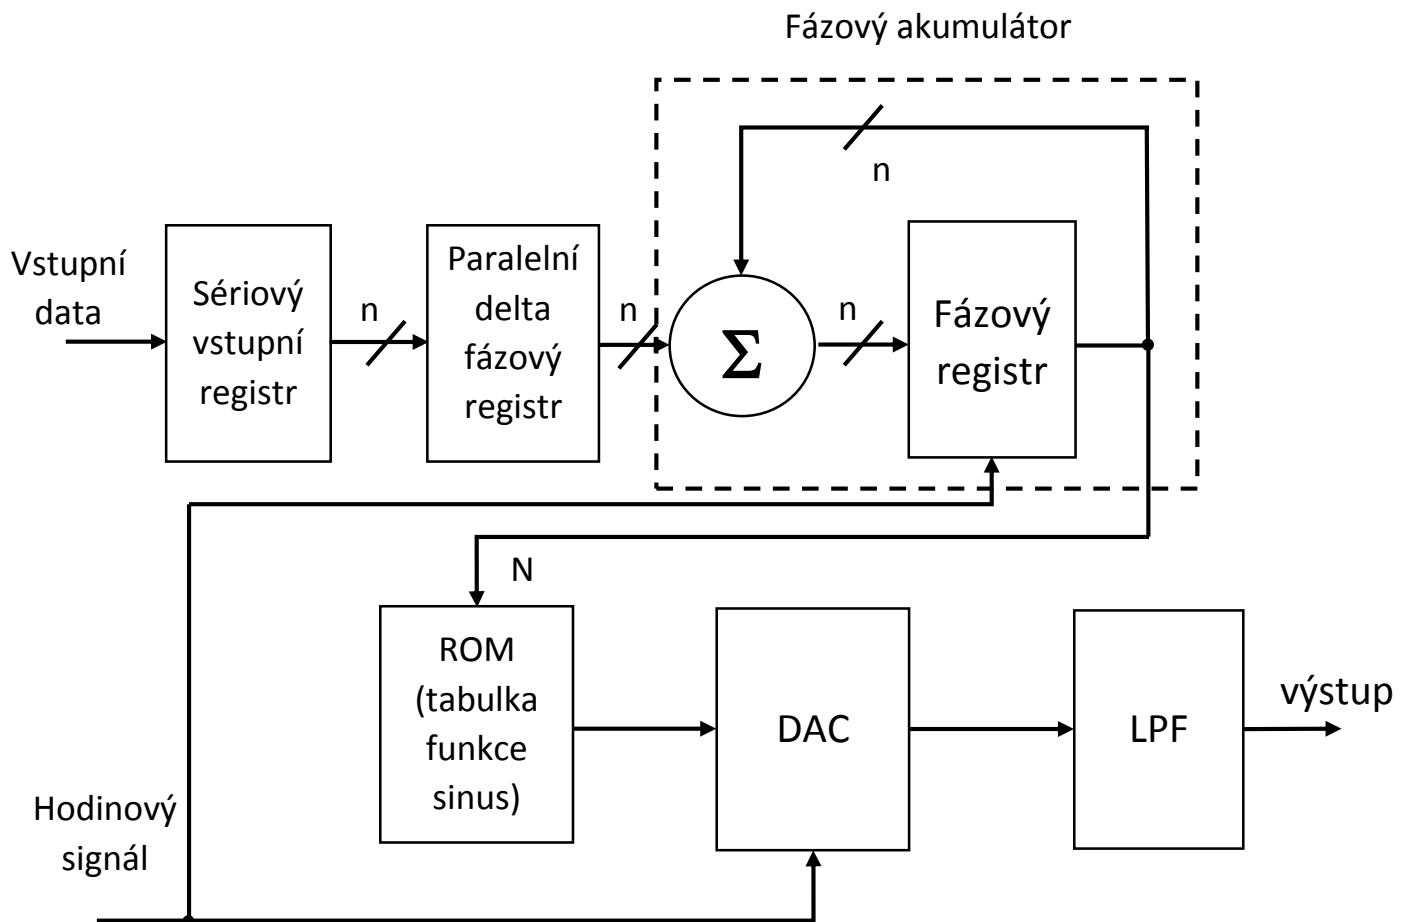 Fázový akumulátor
n
Vstupní
data
Sériový
vstupní
registr
n
Paralelní
delta
fázový
registr
n
Σ
n
Fázový
registr
N
ROM
(tabulka
funkce
sinus)
DAC
LPF
výstup
Hodinový
signál